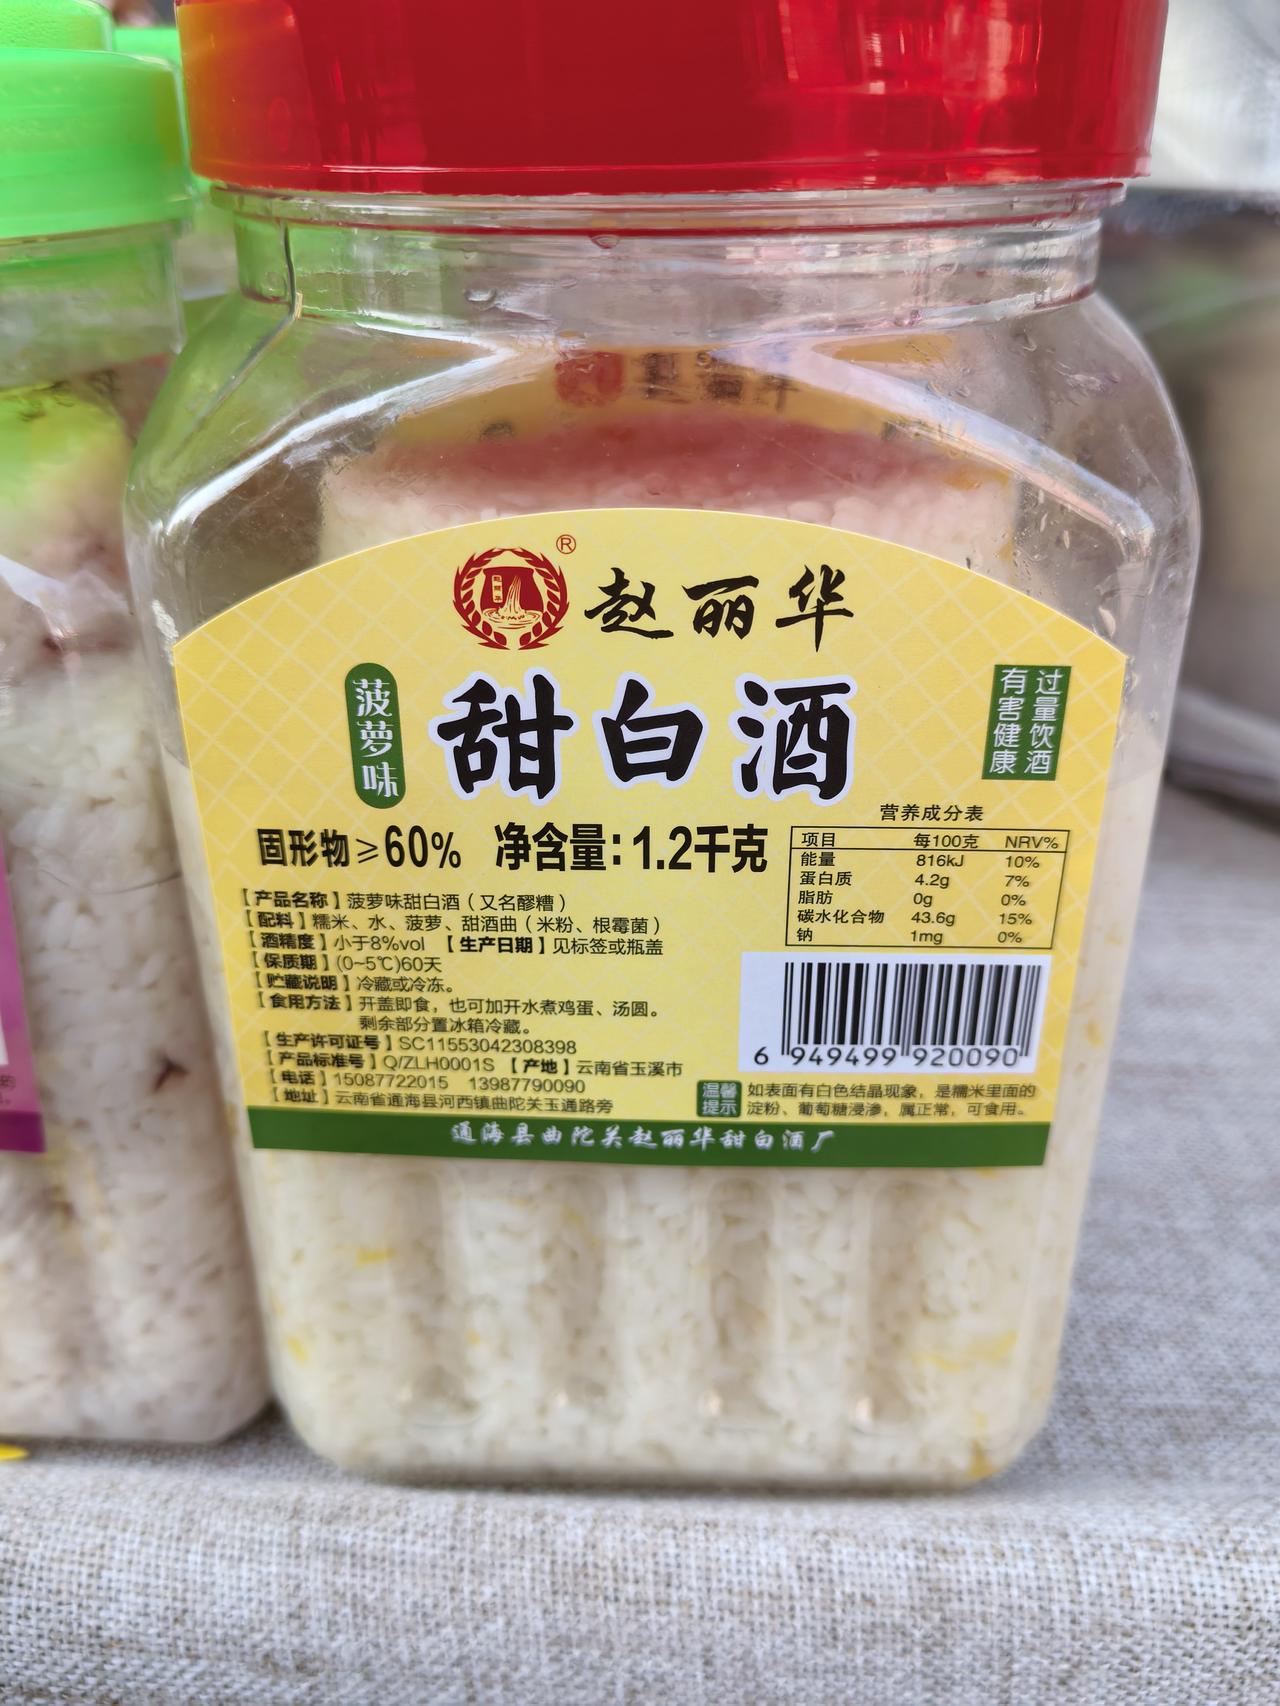 ®
赵丽华
菠萝味
甜白酒
过量饮酒
有害健康
固形物≥60% 净含量:1.2千克
【产品名称】菠萝味甜白酒(又名醪糟)
【配料】糯米、水、菠萝、甜酒曲(米粉、根霉菌)
【酒精度】小于8%vol 【生产日期】见标签或瓶盖
【保质期】(0~5℃)60天
【贮藏说明】冷藏或冷冻。
【食用方法】开盖即食,也可加开水煮鸡蛋、汤圆。
剩余部分置冰箱冷藏。
【生产许可证号】SC11553042308398
【产品标准号】Q/ZLH0001S 【产地】云南省玉溪市
【电话】15087722015 13987790090
【地址】云南省通海县河西镇曲陀关玉通路旁
营养成分表
项目 每100克 NRV%
能量 816kJ 10%
蛋白质 4.2g 7%
脂肪 0g 0%
碳水化合物 43.6g 15%
钠 1mg 0%
6 949499 920090
温馨提示
如表面有白色结晶现象,是糯米里面的
淀粉、葡萄糖浸渗,属正常,可食用。
通海县曲陀关赵丽华甜白酒厂